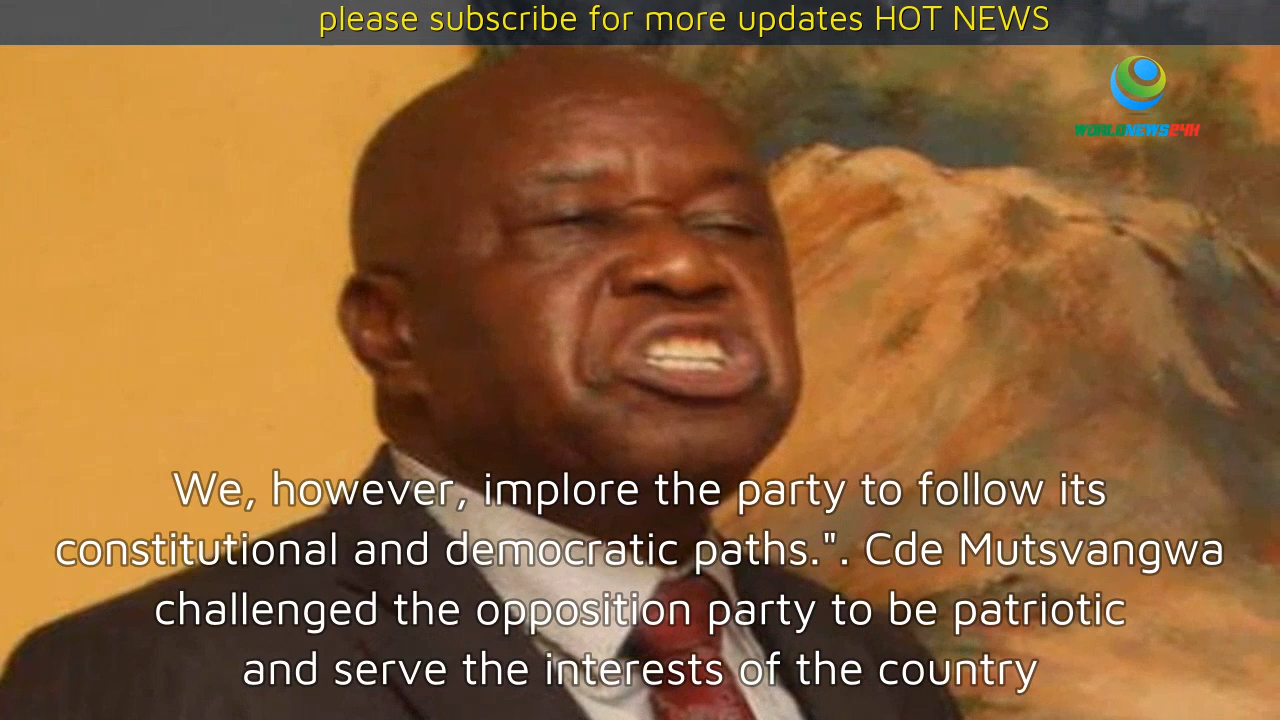 please subscribe for more updates HOT NEWS
WORLDNEWS24H
We, however, implore the party to follow its
constitutional and democratic paths.". Cde Mutsvangwa
challenged the opposition party to be patriotic
and serve the interests of the country